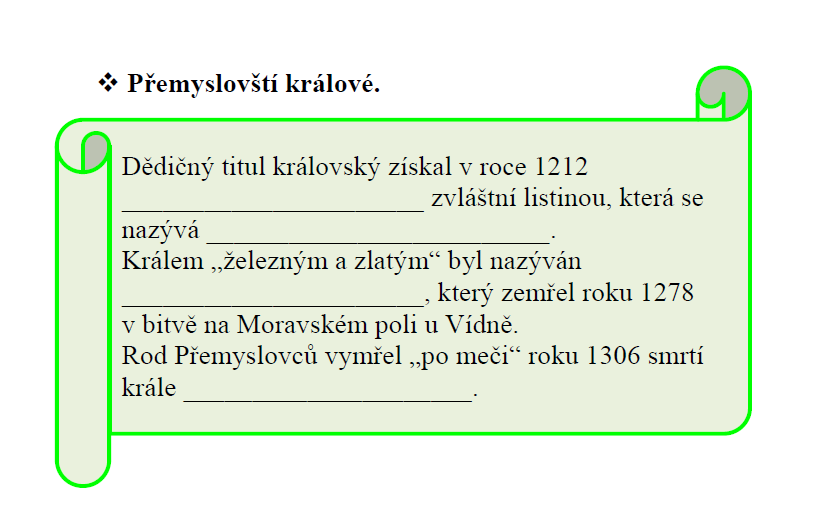 ❖ Přemyslovští králové.
Dědičný titul královský získal v roce 1212
______________________ zvláštní listinou, která se
nazývá _________________________.
Králem „železným a zlatým“ byl nazýván
______________________, který zemřel roku 1278
v bitvě na Moravském poli u Vídně.
Rod Přemyslovců vymřel „po meči“ roku 1306 smrtí
krále _____________________.